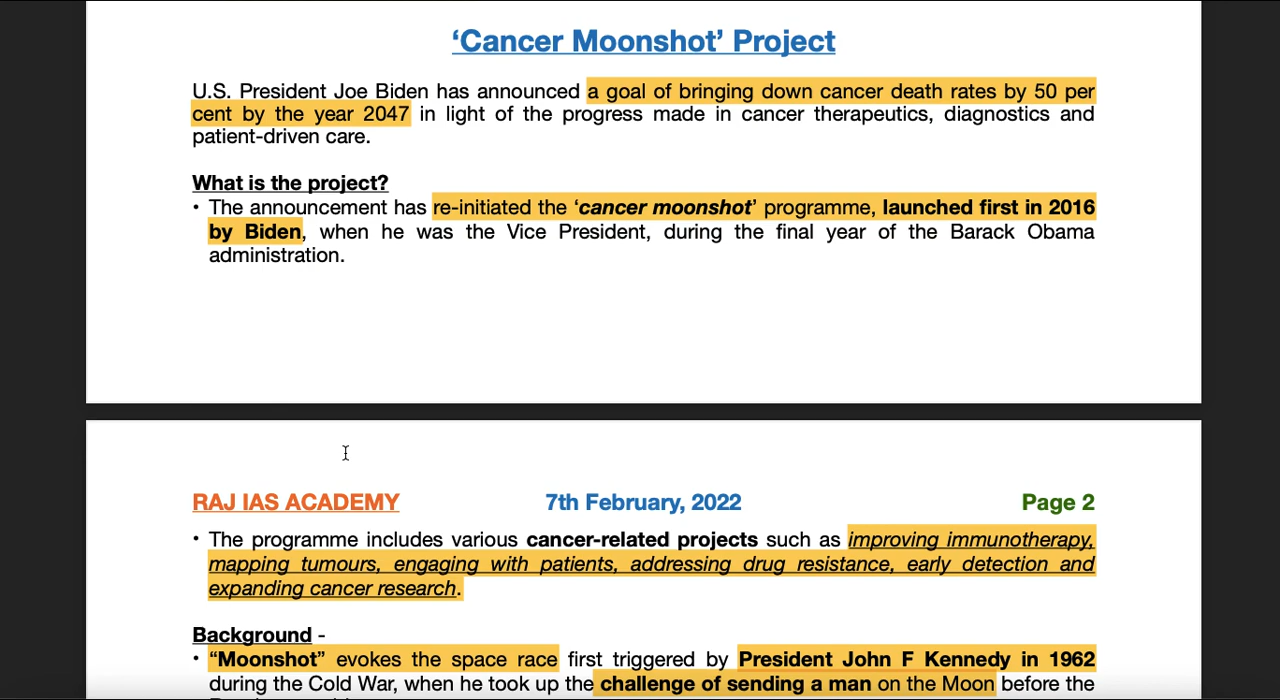 ‘Cancer Moonshot’ Project
U.S. President Joe Biden has announced a goal of bringing down cancer death rates by 50 per
cent by the year 2047 in light of the progress made in cancer therapeutics, diagnostics and
patient-driven care.
What is the project?
• The announcement has re-initiated the ‘cancer moonshot’ programme, launched first in 2016
by Biden, when he was the Vice President, during the final year of the Barack Obama
administration.
RAJ IAS ACADEMY 7th February, 2022 Page 2
• The programme includes various cancer-related projects such as improving immunotherapy,
mapping tumours, engaging with patients, addressing drug resistance, early detection and
expanding cancer research.
Background -
• “Moonshot” evokes the space race first triggered by President John F Kennedy in 1962
during the Cold War, when he took up the challenge of sending a man on the Moon before the